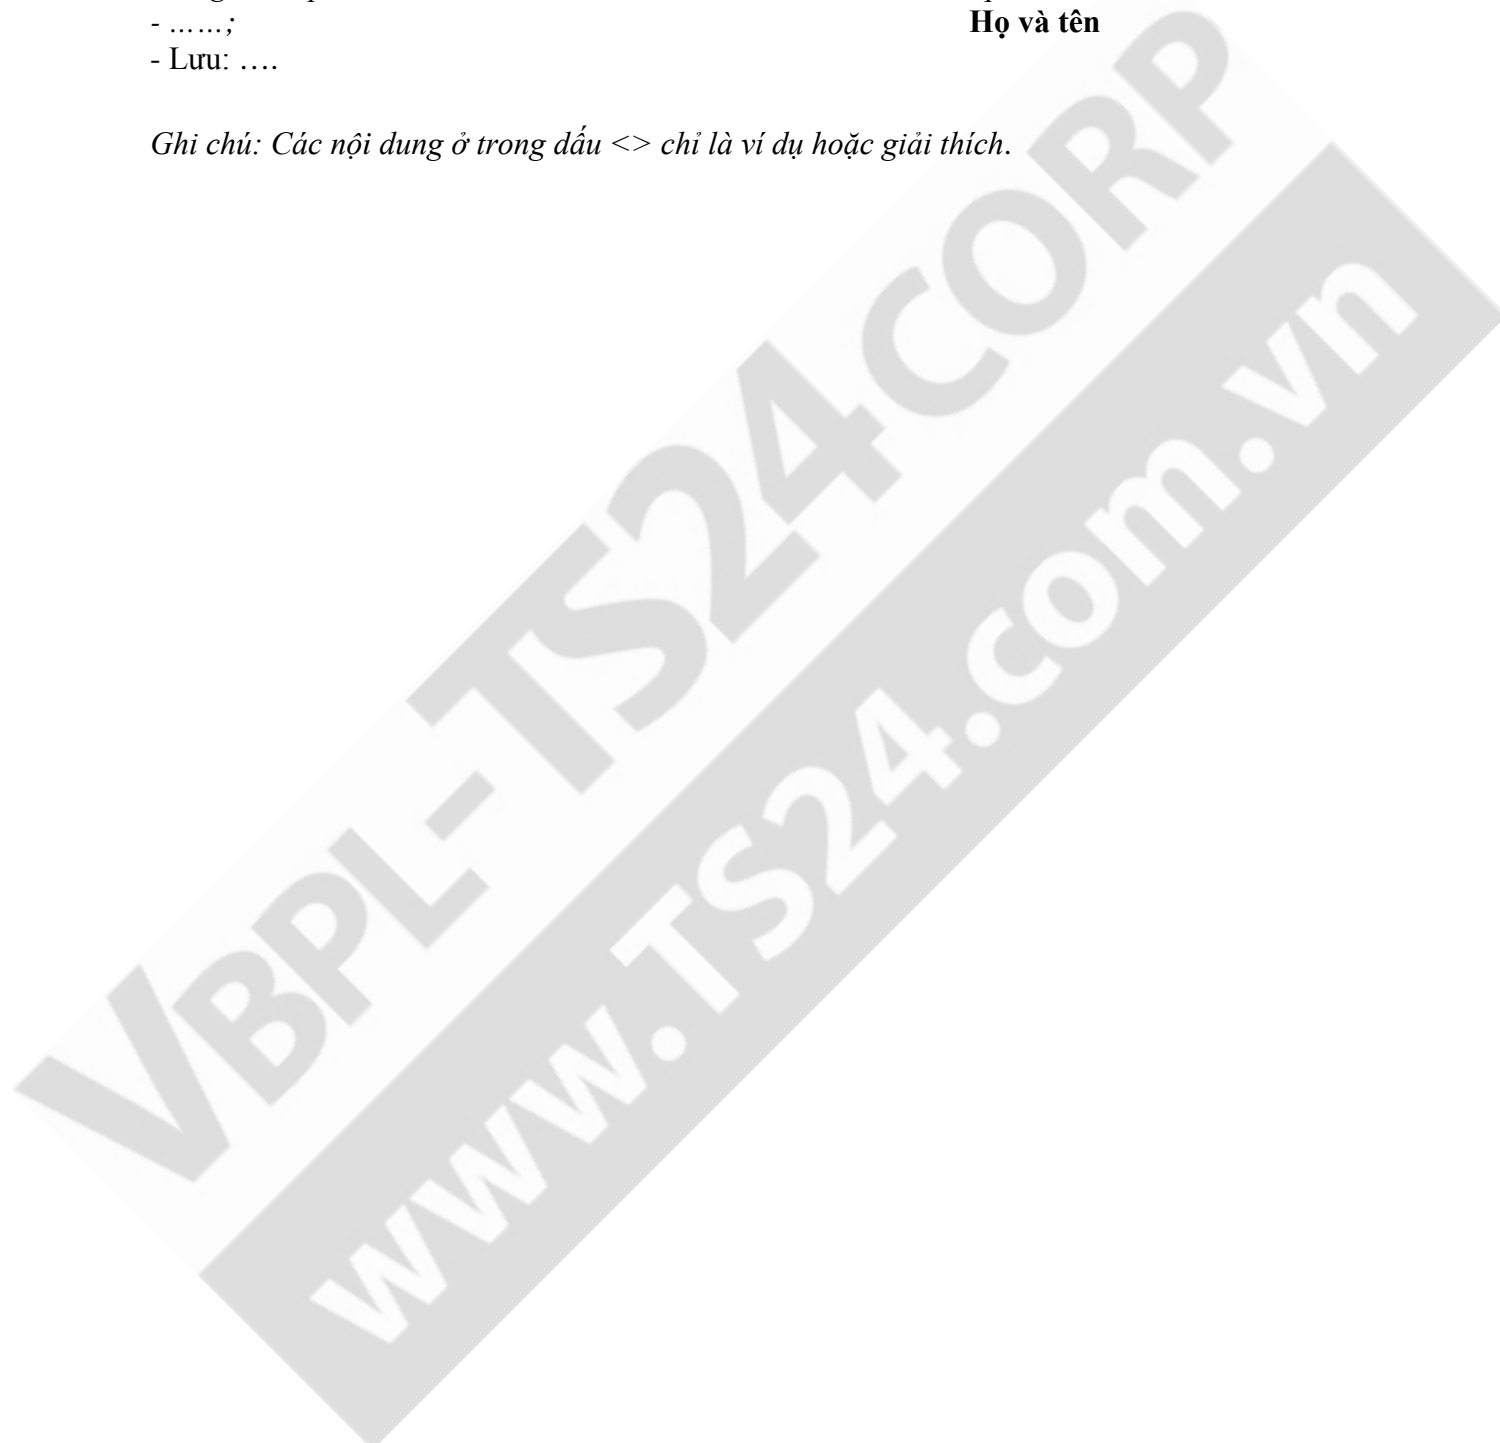 - ……;
Họ và tên
- Lưu: ….
Ghi chú: Các nội dung ở trong dấu <> chỉ là ví dụ hoặc giải thích.
VBPL-TS24CORP
www.TS24.com.vn